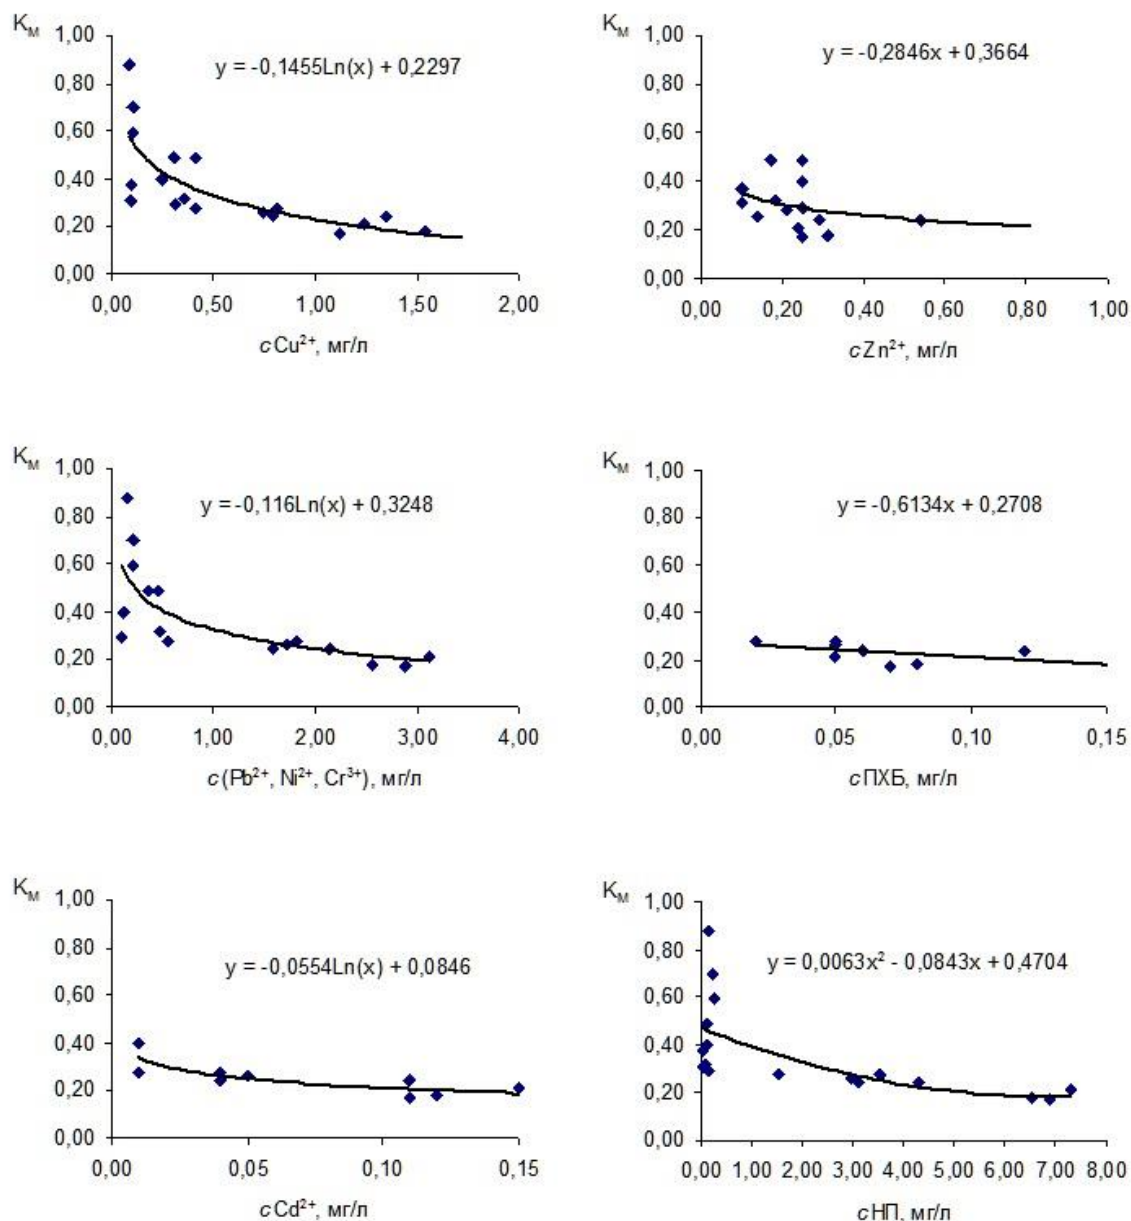 Kм
1,00
0,80
0,60
0,40
0,20
0,00
y = -0,1455Ln(x) + 0,2297
0,00 0,50 1,00 1,50 2,00
cCu²⁺, мг/л
Kм
1,00
0,80
0,60
0,40
0,20
0,00
y = -0,2846x + 0,3664
0,00 0,20 0,40 0,60 0,80 1,00
cZn²⁺, мг/л
Kм
1,00
0,80
0,60
0,40
0,20
0,00
y = -0,116Ln(x) + 0,3248
0,00 1,00 2,00 3,00 4,00
c(Pb²⁺, Ni²⁺, Cr³⁺), мг/л
Kм
1,00
0,80
0,60
0,40
0,20
0,00
y = -0,6134x + 0,2708
0,00 0,05 0,10 0,15
cПХБ, мг/л
Kм
1,00
0,80
0,60
0,40
0,20
0,00
y = -0,0554Ln(x) + 0,0846
0,00 0,05 0,10 0,15
cCd²⁺, мг/л
Kм
1,00
0,80
0,60
0,40
0,20
0,00
y = 0,0063x² - 0,0843x + 0,4704
0,00 1,00 2,00 3,00 4,00 5,00 6,00 7,00 8,00
cНП, мг/л